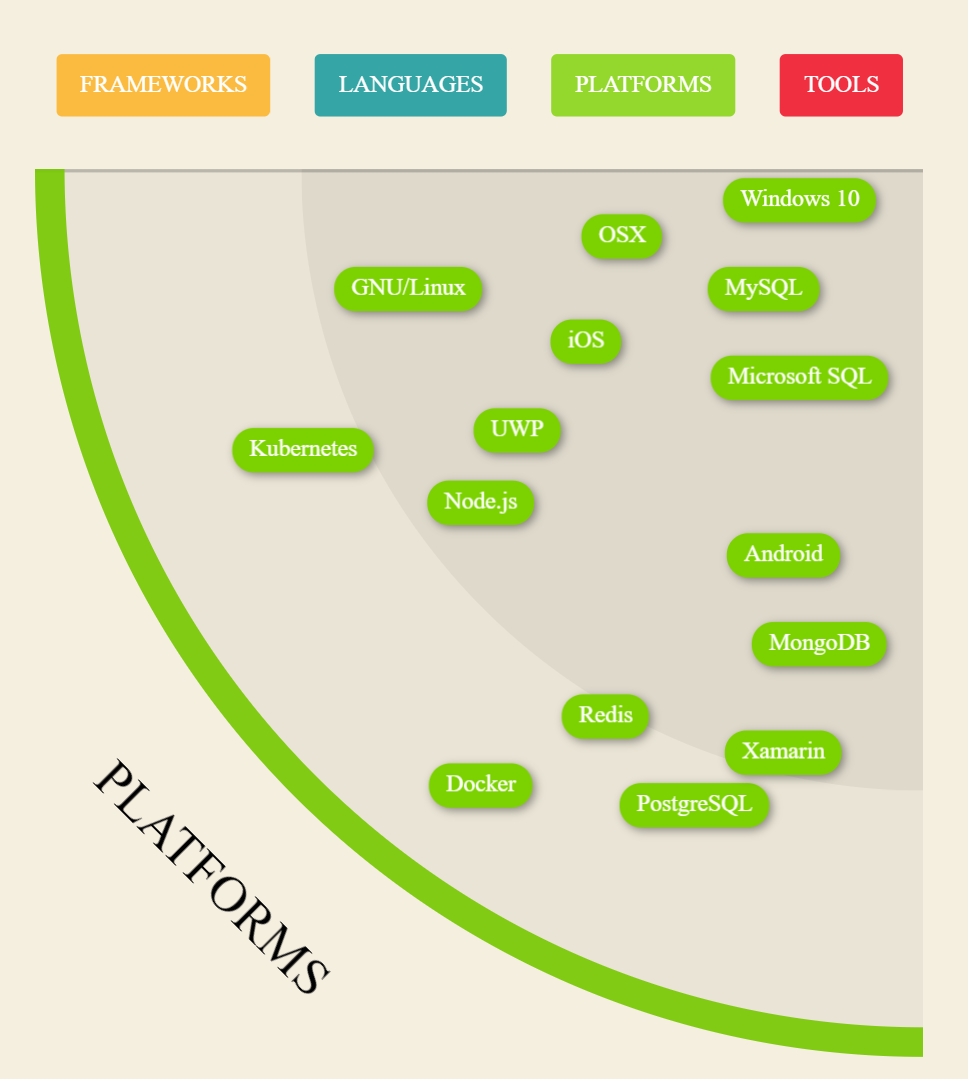 FRAMEWORKS
LANGUAGES
PLATFORMS
TOOLS
Windows 10
OSX
GNU/Linux
MySQL
iOS
Microsoft SQL
UWP
Kubernetes
Node.js
Android
MongoDB
Redis
Xamarin
Docker
PostgreSQL
PLATFORMS